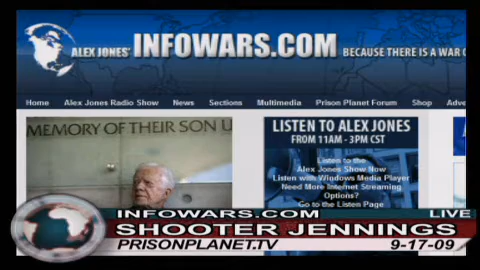 ALEX JONES' INFOWARS.COM BECAUSE THERE IS A WAR
Home Alex Jones Radio Show News Sections Multimedia Prison Planet Forum Shop Adve
MEMORY OF THEIR SON U
LISTEN TO ALEX JONES
FROM 11AM - 3PM CST
Listen to the
Alex Jones Show Now
Listen with Windows Media Player
Need More Internet Streaming
Options?
Go to the Listen Page
INFOWARS.COM LIVE
SHOOTER JENNINGS
PRISONPLANET.TV 9-17-09